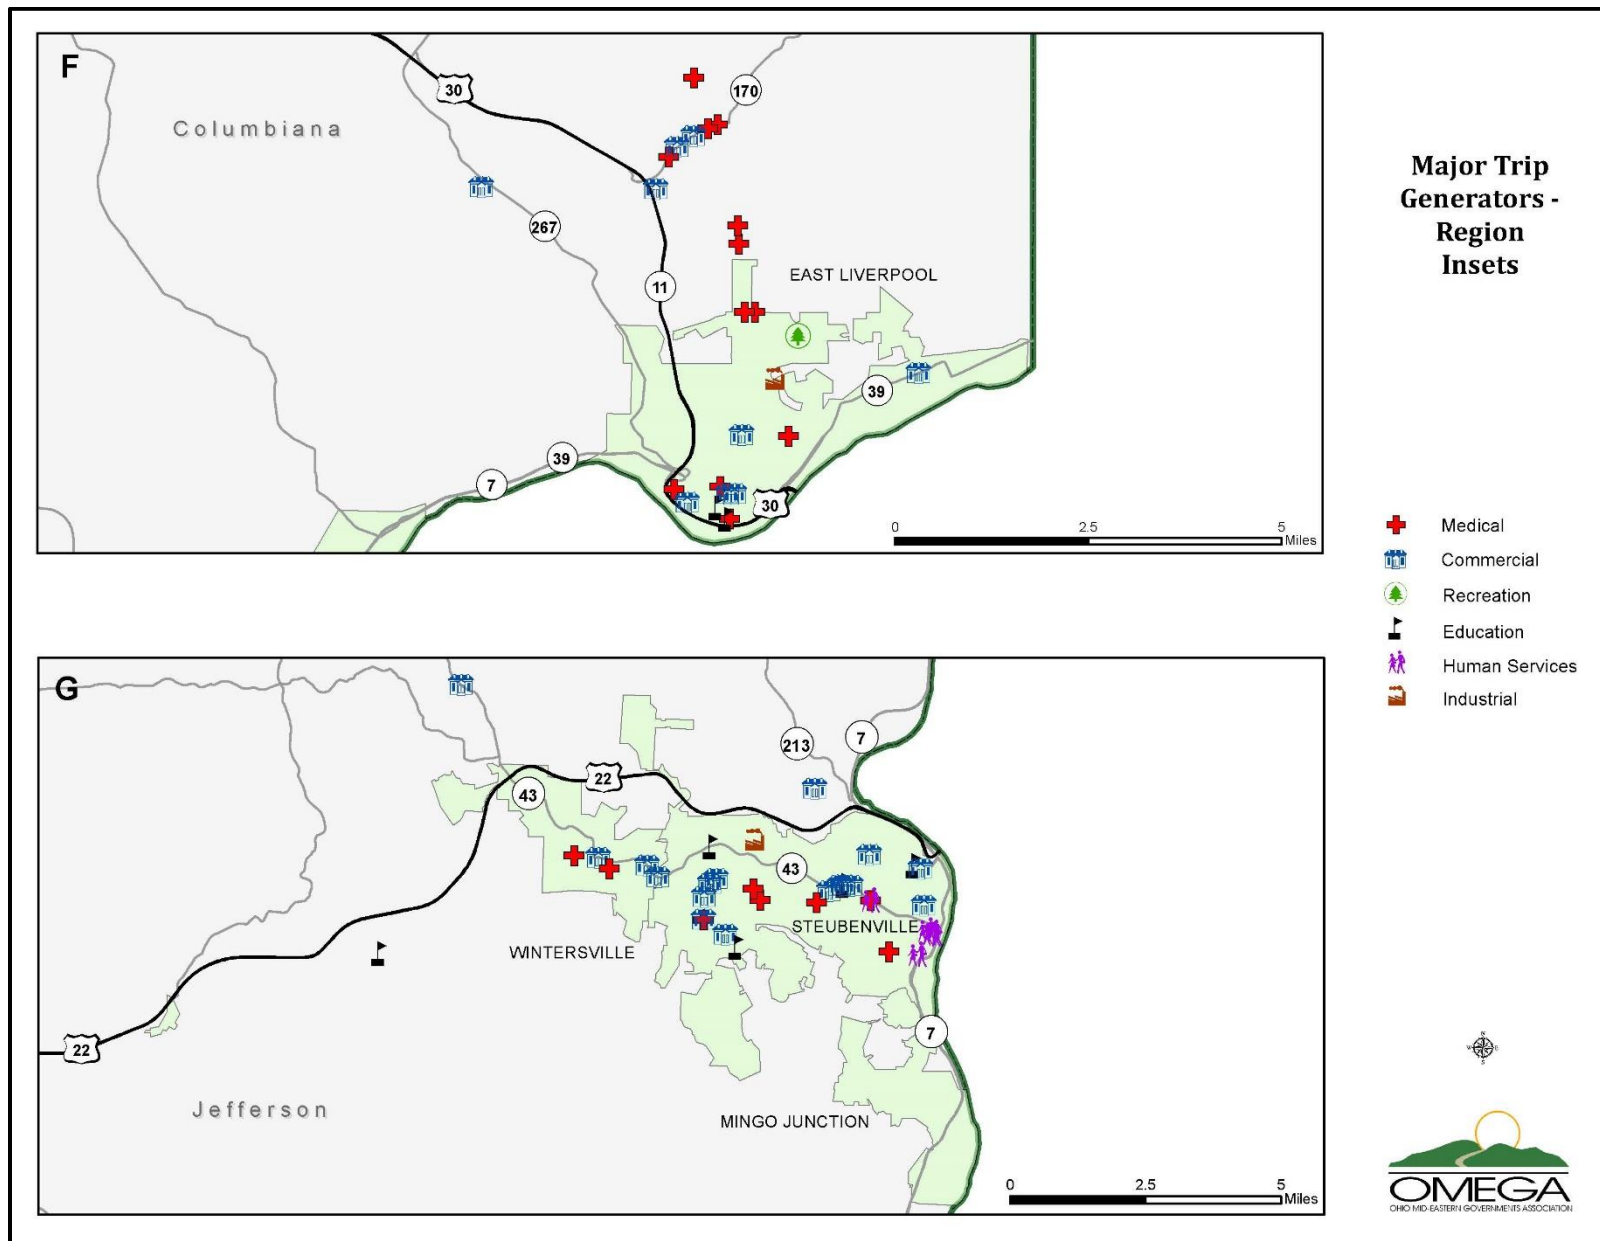 F
Columbiana
30
170
267
11
EAST LIVERPOOL
39
39
7
30
0 2.5 5
Miles
Major Trip
Generators -
Region
Insets
Medical
Commercial
Recreation
Education
Human Services
Industrial
G
213
7
22
43
43
STEUBENVILLE
WINTERSVILLE
22
7
Jefferson
MINGO JUNCTION
0 2.5 5
Miles
N
W E
S
OMEGA
OHIO MID-EASTERN GOVERNMENTS ASSOCIATION